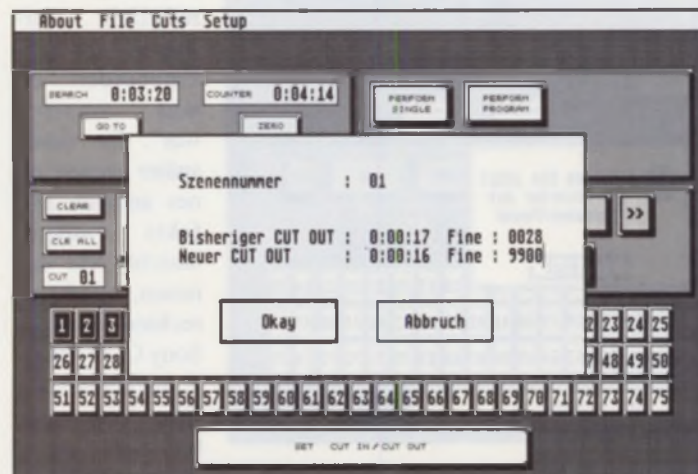 About File Cuts Setup
SEARCH 0:03:20 COUNTER 0:04:14
PERFORM SINGLE PERFORM PROGRAM
GO TO ZERO
Szenennummer : 01
CLEAR >>
CLR ALL
Bisheriger CUT OUT : 0:00:17 Fine : 0028
Neuer CUT OUT : 0:00:16 Fine : 9900
CUT 01
Okay Abbruch
1 2 3 23 24 25
26 27 28 48 49 50
51 52 53 54 55 56 57 58 59 60 61 62 63 64 65 66 67 68 69 70 71 72 73 74 75
SET CUT IN/CUT OUT